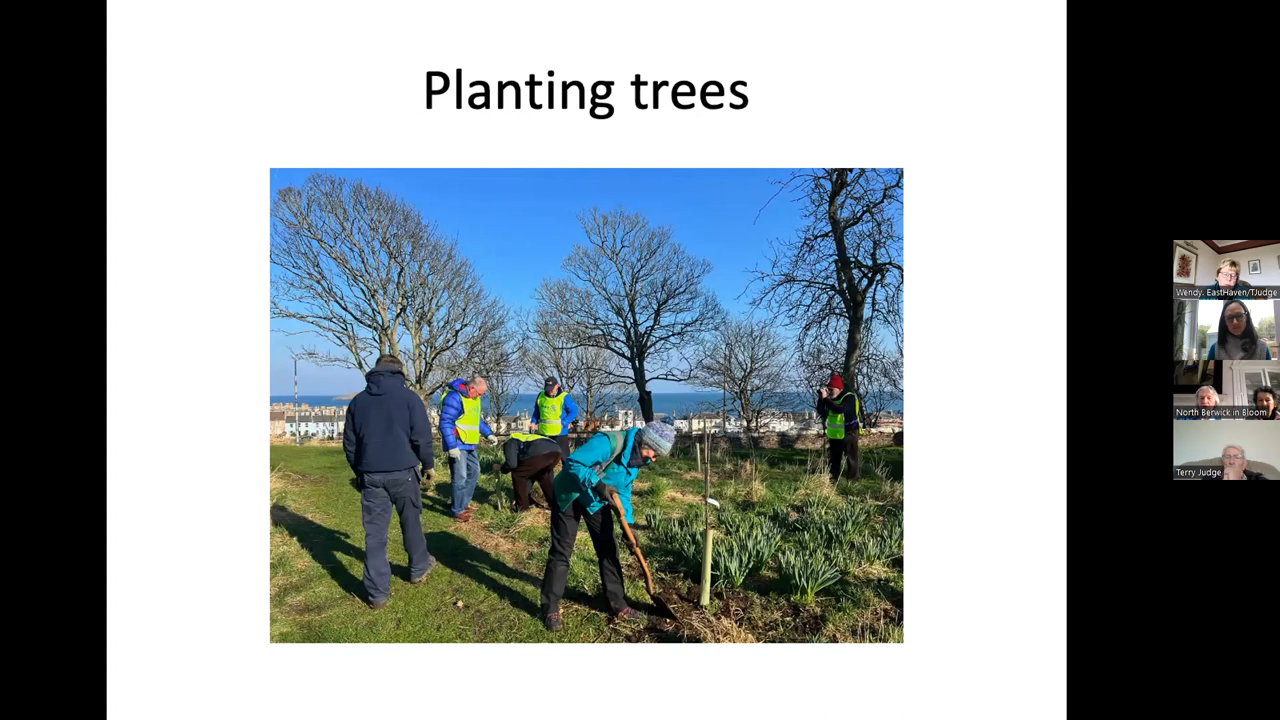 Planting trees
Wendy. EastHaven/TJudge
North Berwick in Bloom
Terry Judge